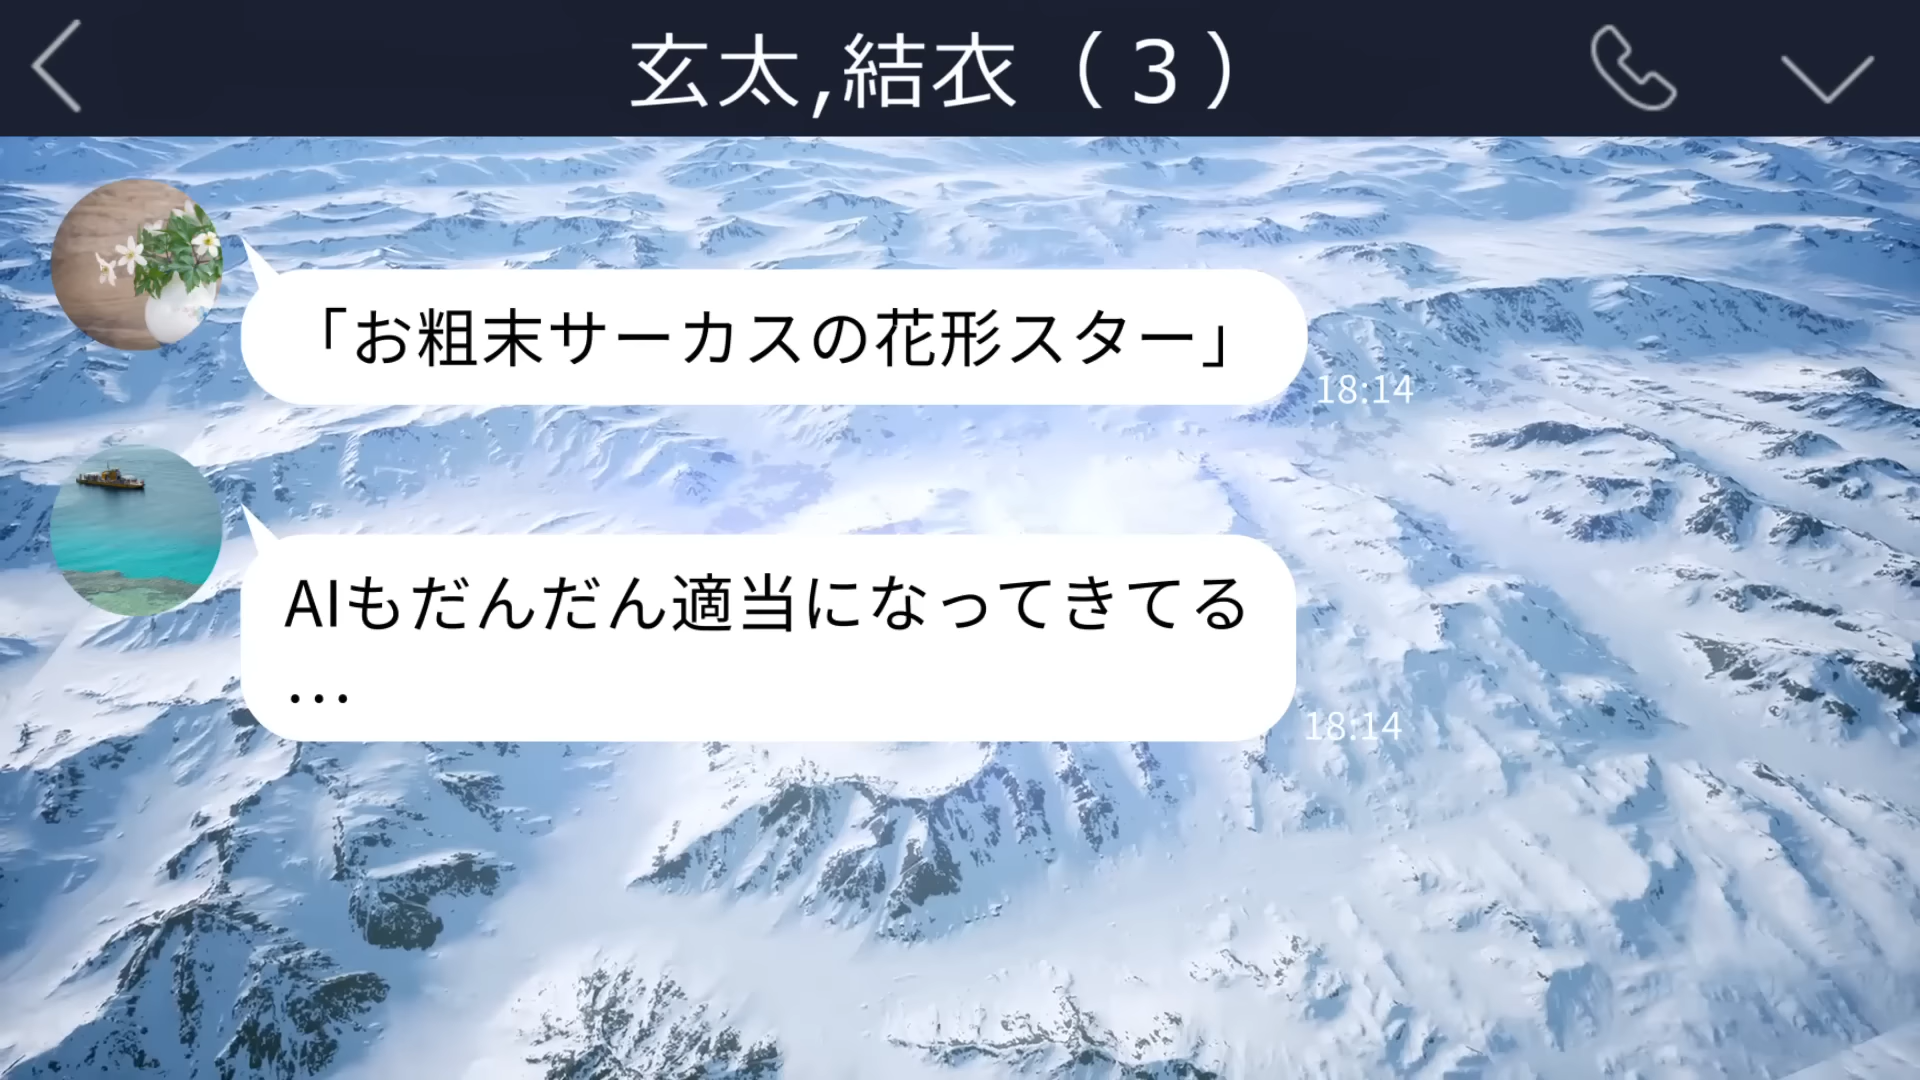 玄太,結衣（3）
「お粗末サーカスの花形スター」
18:14
AIもだんだん適当になってきてる
…
18:14